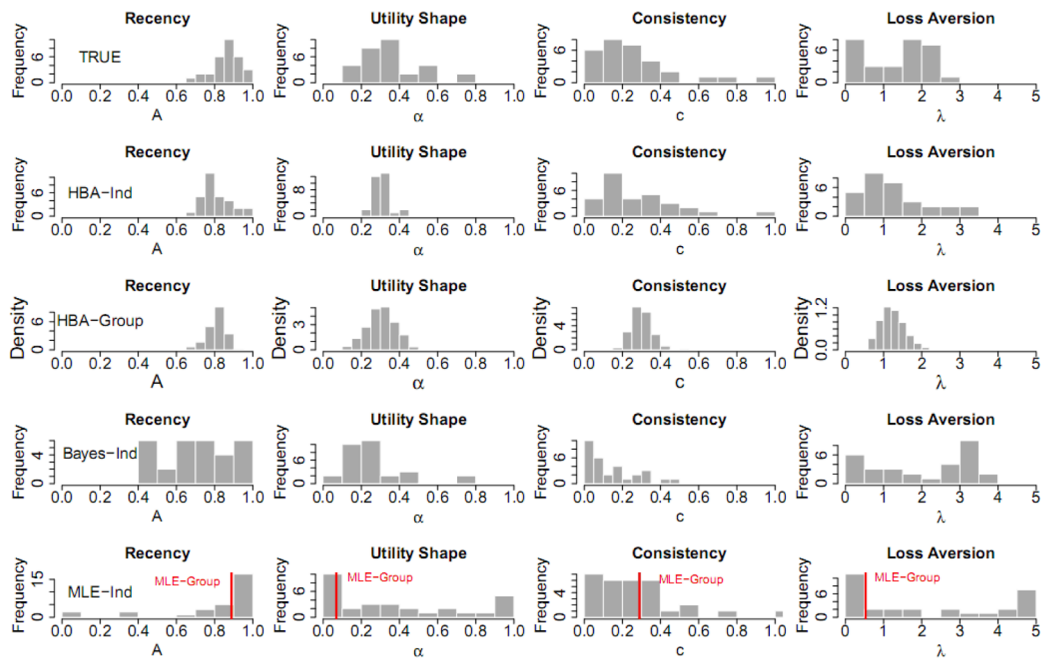 Recency Utility Shape Consistency Loss Aversion
TRUE
Frequency 0 6 Frequency 0 6 Frequency 0 6 Frequency 0 6
0.0 0.2 0.4 0.6 0.8 1.0 0.0 0.2 0.4 0.6 0.8 1.0 0.0 0.2 0.4 0.6 0.8 1.0 0 1 2 3 4 5
A α c λ
Recency Utility Shape Consistency Loss Aversion
HBA-Ind
Frequency 0 6 Frequency 0 8 Frequency 0 6 Frequency 0 6
0.0 0.2 0.4 0.6 0.8 1.0 0.0 0.2 0.4 0.6 0.8 1.0 0.0 0.2 0.4 0.6 0.8 1.0 0 1 2 3 4 5
A α c λ
Recency Utility Shape Consistency Loss Aversion
HBA-Group
Density 0 6 Density 0 3 Density 0 4 Density 0.0 1.2
0.0 0.2 0.4 0.6 0.8 1.0 0.0 0.2 0.4 0.6 0.8 1.0 0.0 0.2 0.4 0.6 0.8 1.0 0 1 2 3 4 5
A α c λ
Recency Utility Shape Consistency Loss Aversion
Bayes-Ind
Frequency 0 4 Frequency 0 6 Frequency 0 6 Frequency 0 6
0.0 0.2 0.4 0.6 0.8 1.0 0.0 0.2 0.4 0.6 0.8 1.0 0.0 0.2 0.4 0.6 0.8 1.0 0 1 2 3 4 5
A α c λ
Recency Utility Shape Consistency Loss Aversion
MLE-Group MLE-Group MLE-Group MLE-Group
MLE-Ind
Frequency 0 15 Frequency 0 6 Frequency 0 4 Frequency 0 6
0.0 0.2 0.4 0.6 0.8 1.0 0.0 0.2 0.4 0.6 0.8 1.0 0.0 0.2 0.4 0.6 0.8 1.0 0 1 2 3 4 5
A α c λ